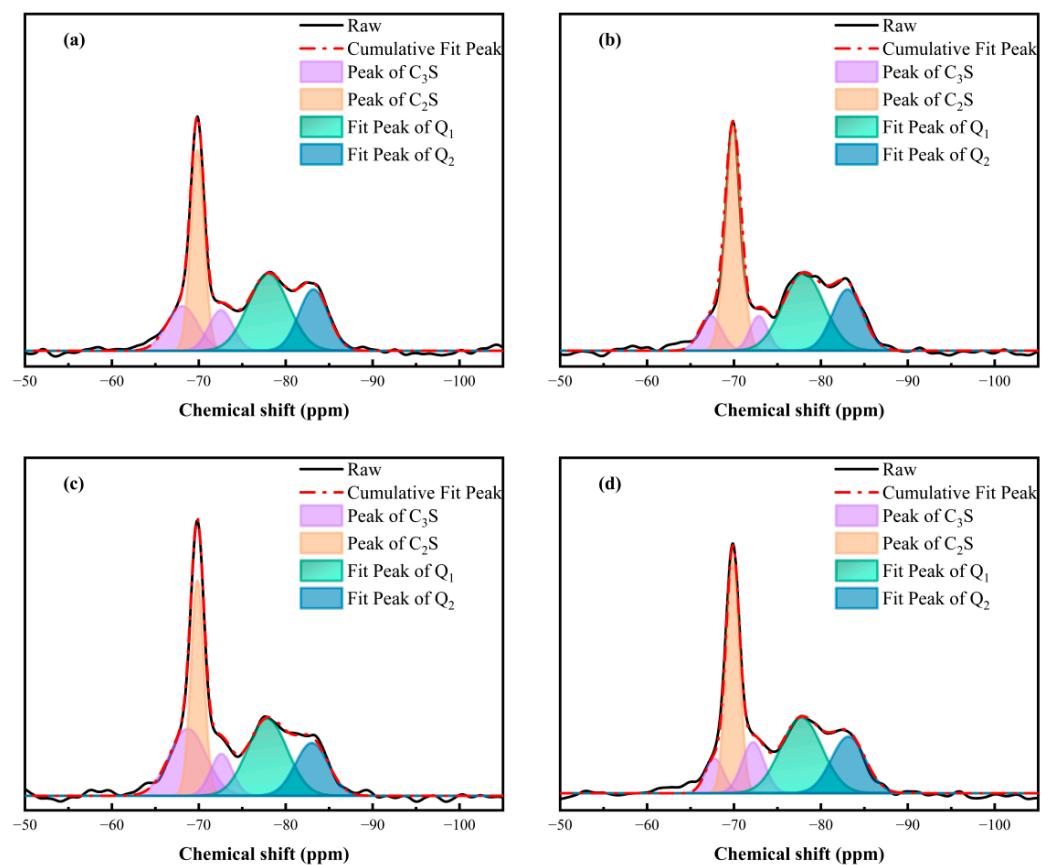 (a)
Raw
Cumulative Fit Peak
Peak of C₃S
Peak of C₂S
Fit Peak of Q₁
Fit Peak of Q₂
−50 −60 −70 −80 −90 −100
Chemical shift (ppm)
(b)
Raw
Cumulative Fit Peak
Peak of C₃S
Peak of C₂S
Fit Peak of Q₁
Fit Peak of Q₂
−50 −60 −70 −80 −90 −100
Chemical shift (ppm)
(c)
Raw
Cumulative Fit Peak
Peak of C₃S
Peak of C₂S
Fit Peak of Q₁
Fit Peak of Q₂
−50 −60 −70 −80 −90 −100
Chemical shift (ppm)
(d)
Raw
Cumulative Fit Peak
Peak of C₃S
Peak of C₂S
Fit Peak of Q₁
Fit Peak of Q₂
−50 −60 −70 −80 −90 −100
Chemical shift (ppm)